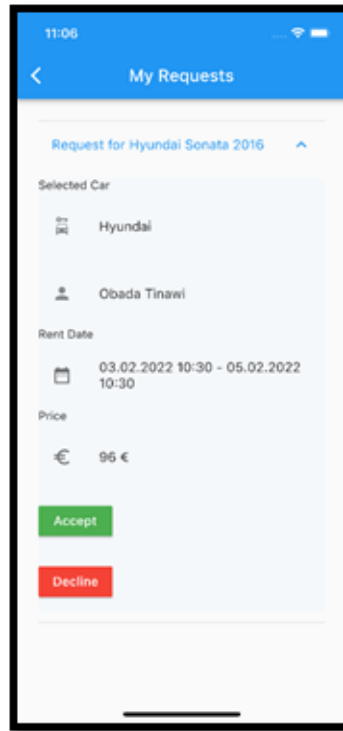 11:06
My Requests
Request for Hyundai Sonata 2016
Selected Car
Hyundai
Obada Tinawi
Rent Date
03.02.2022 10:30 - 05.02.2022
10:30
Price
€ 96 €
Accept
Decline